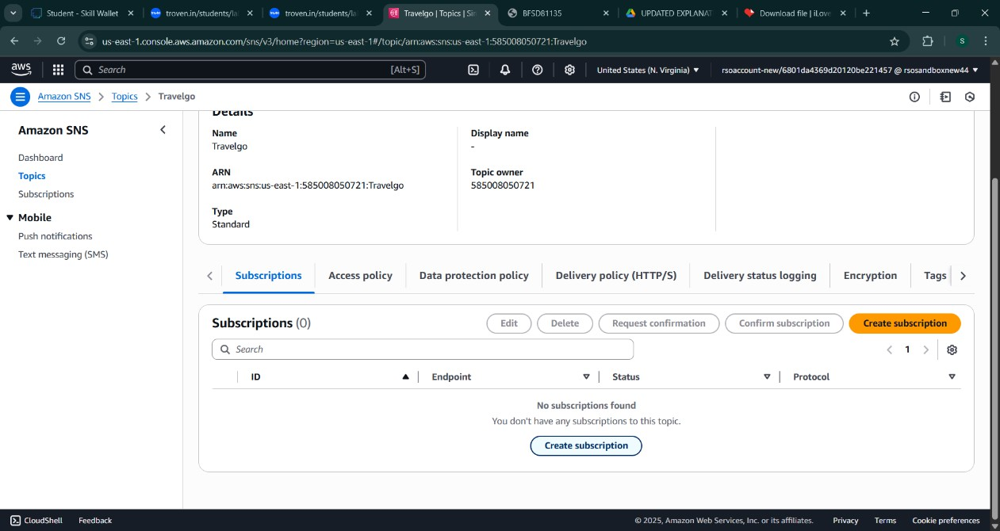 Student - Skill Wallet
troven.in/students/la
troven.in/students/la
Travelgo | Topics | Sin
BFSD81135
UPDATED EXPLANAT
Download file | iLove
us-east-1.console.aws.amazon.com/sns/v3/home?region=us-east-1#/topic/arn:aws:sns:us-east-1:585008050721:Travelgo
S
aws
Search
[Alt+S]
United States (N. Virginia)
rsoaccount-new/6801da4369d20120be221457 @ rsosandboxnew44
Amazon SNS
Topics
Travelgo
Amazon SNS
Dashboard
Topics
Subscriptions
Mobile
Push notifications
Text messaging (SMS)
Details
Name
Travelgo
Display name
-
ARN
arn:aws:sns:us-east-1:585008050721:Travelgo
Topic owner
585008050721
Type
Standard
Subscriptions
Access policy
Data protection policy
Delivery policy (HTTP/S)
Delivery status logging
Encryption
Tags
Subscriptions (0)
Edit
Delete
Request confirmation
Confirm subscription
Create subscription
Search
1
ID
Endpoint
Status
Protocol
No subscriptions found
You don't have any subscriptions to this topic.
Create subscription
CloudShell
Feedback
© 2025, Amazon Web Services, Inc. or its affiliates.
Privacy
Terms
Cookie preferences